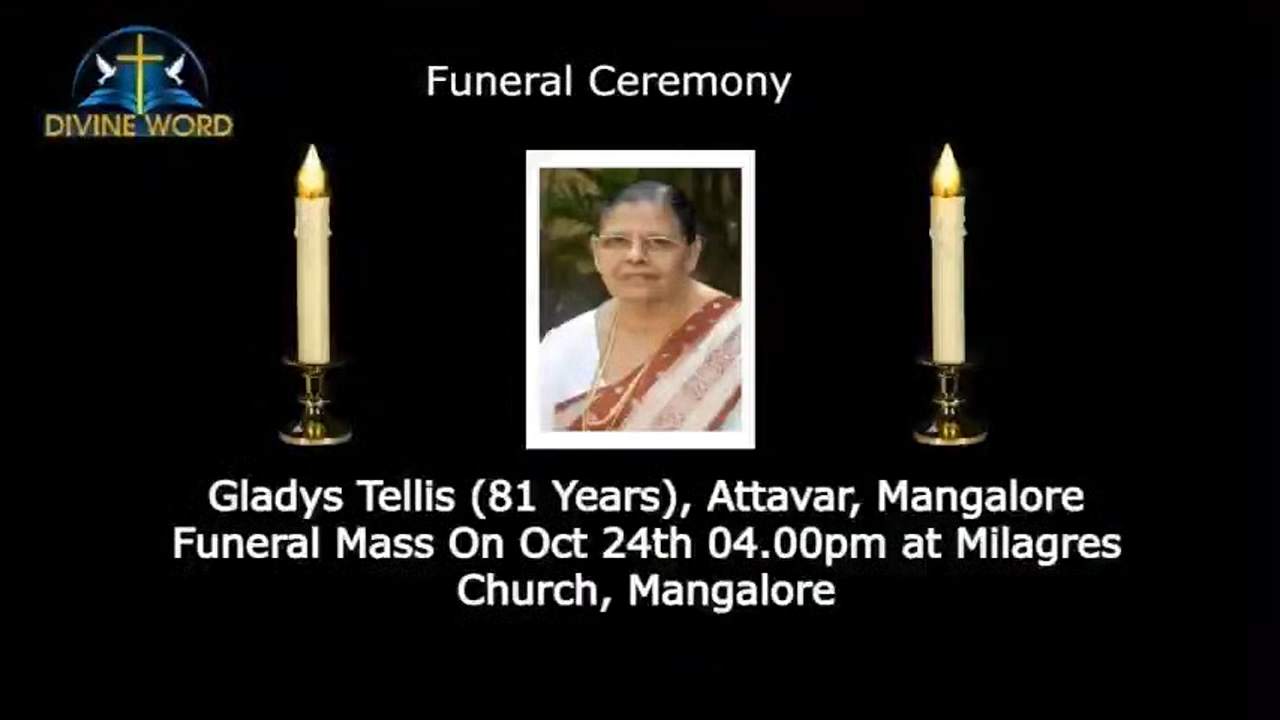 DIVINE WORD
Funeral Ceremony
Gladys Tellis (81 Years), Attavar, Mangalore
Funeral Mass On Oct 24th 04.00pm at Milagres
Church, Mangalore